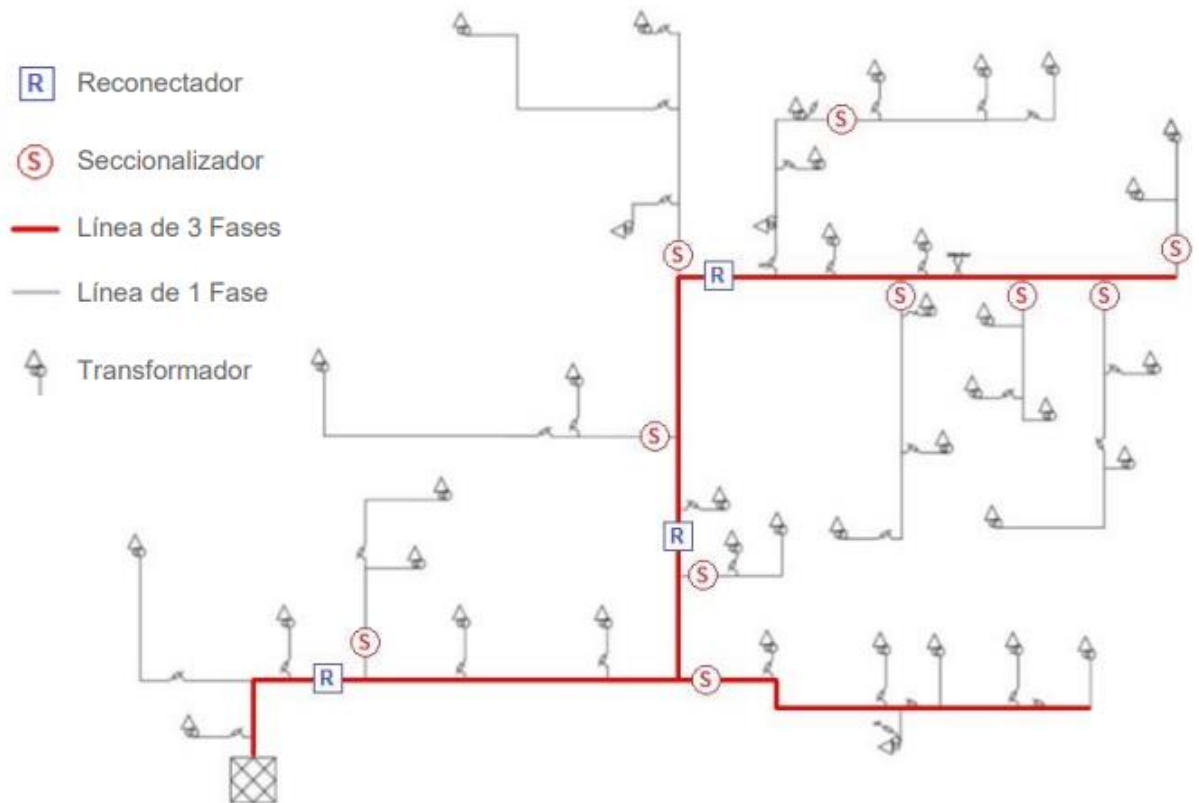 R Reconectador
S Seccionalizador
Línea de 3 Fases
Línea de 1 Fase
Transformador
S
S
S
R
S
S
S
S
R
S
S
R
S